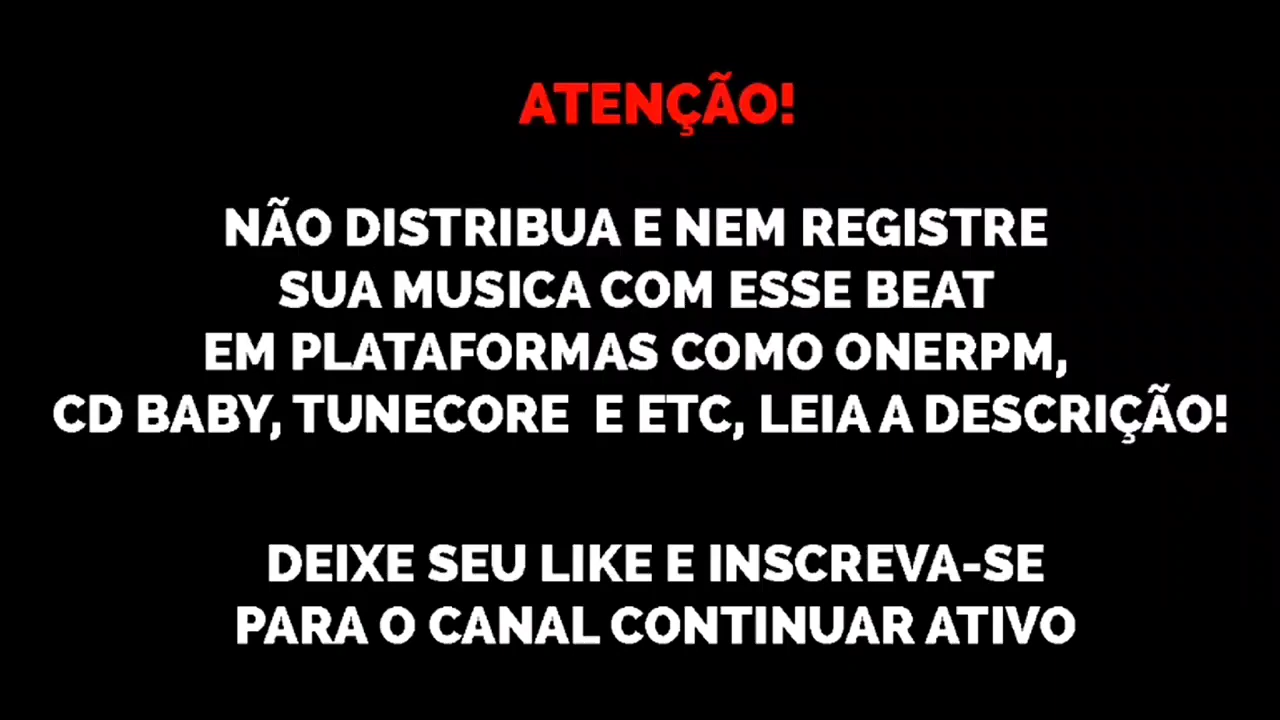 ATENÇÃO!
NÃO DISTRIBUA E NEM REGISTRE
SUA MUSICA COM ESSE BEAT
EM PLATAFORMAS COMO ONERPM,
CD BABY, TUNECORE E ETC, LEIA A DESCRIÇÃO!
DEIXE SEU LIKE E INSCREVA-SE
PARA O CANAL CONTINUAR ATIVO